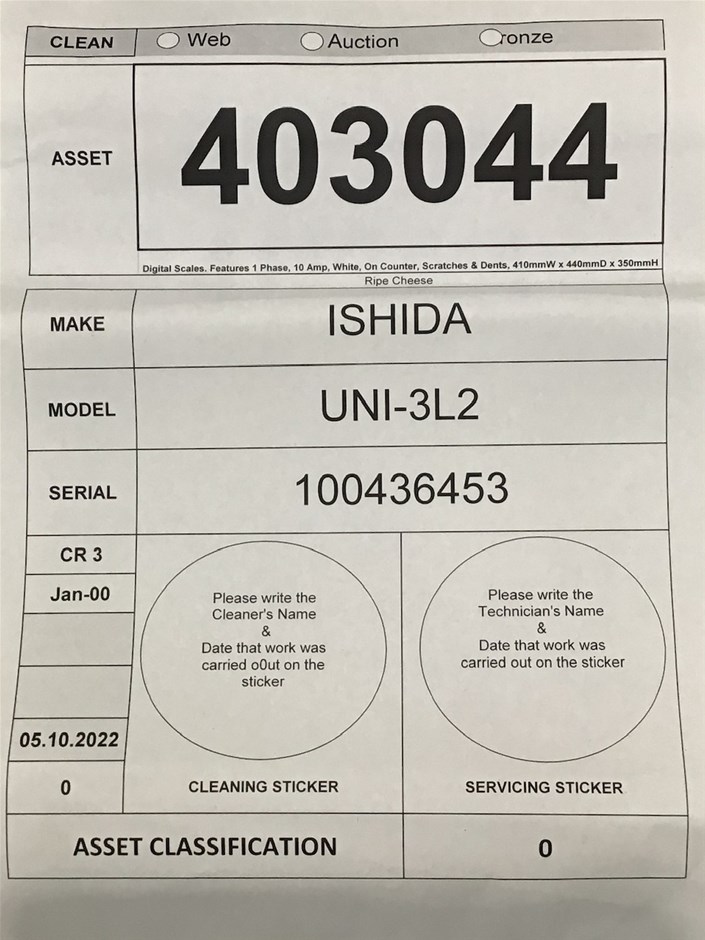 CLEAN Web Auction ronze
ASSET 403044
Digital Scales. Features 1 Phase, 10 Amp, White, On Counter, Scratches & Dents, 410mmW x 440mmD x 350mmH
Ripe Cheese
MAKE ISHIDA
MODEL UNI-3L2
SERIAL 100436453
CR 3
Jan-00
05.10.2022
0
Please write the
Cleaner's Name
&
Date that work was
carried o0ut on the
sticker
CLEANING STICKER
Please write the
Technician's Name
&
Date that work was
carried out on the sticker
SERVICING STICKER
ASSET CLASSIFICATION 0